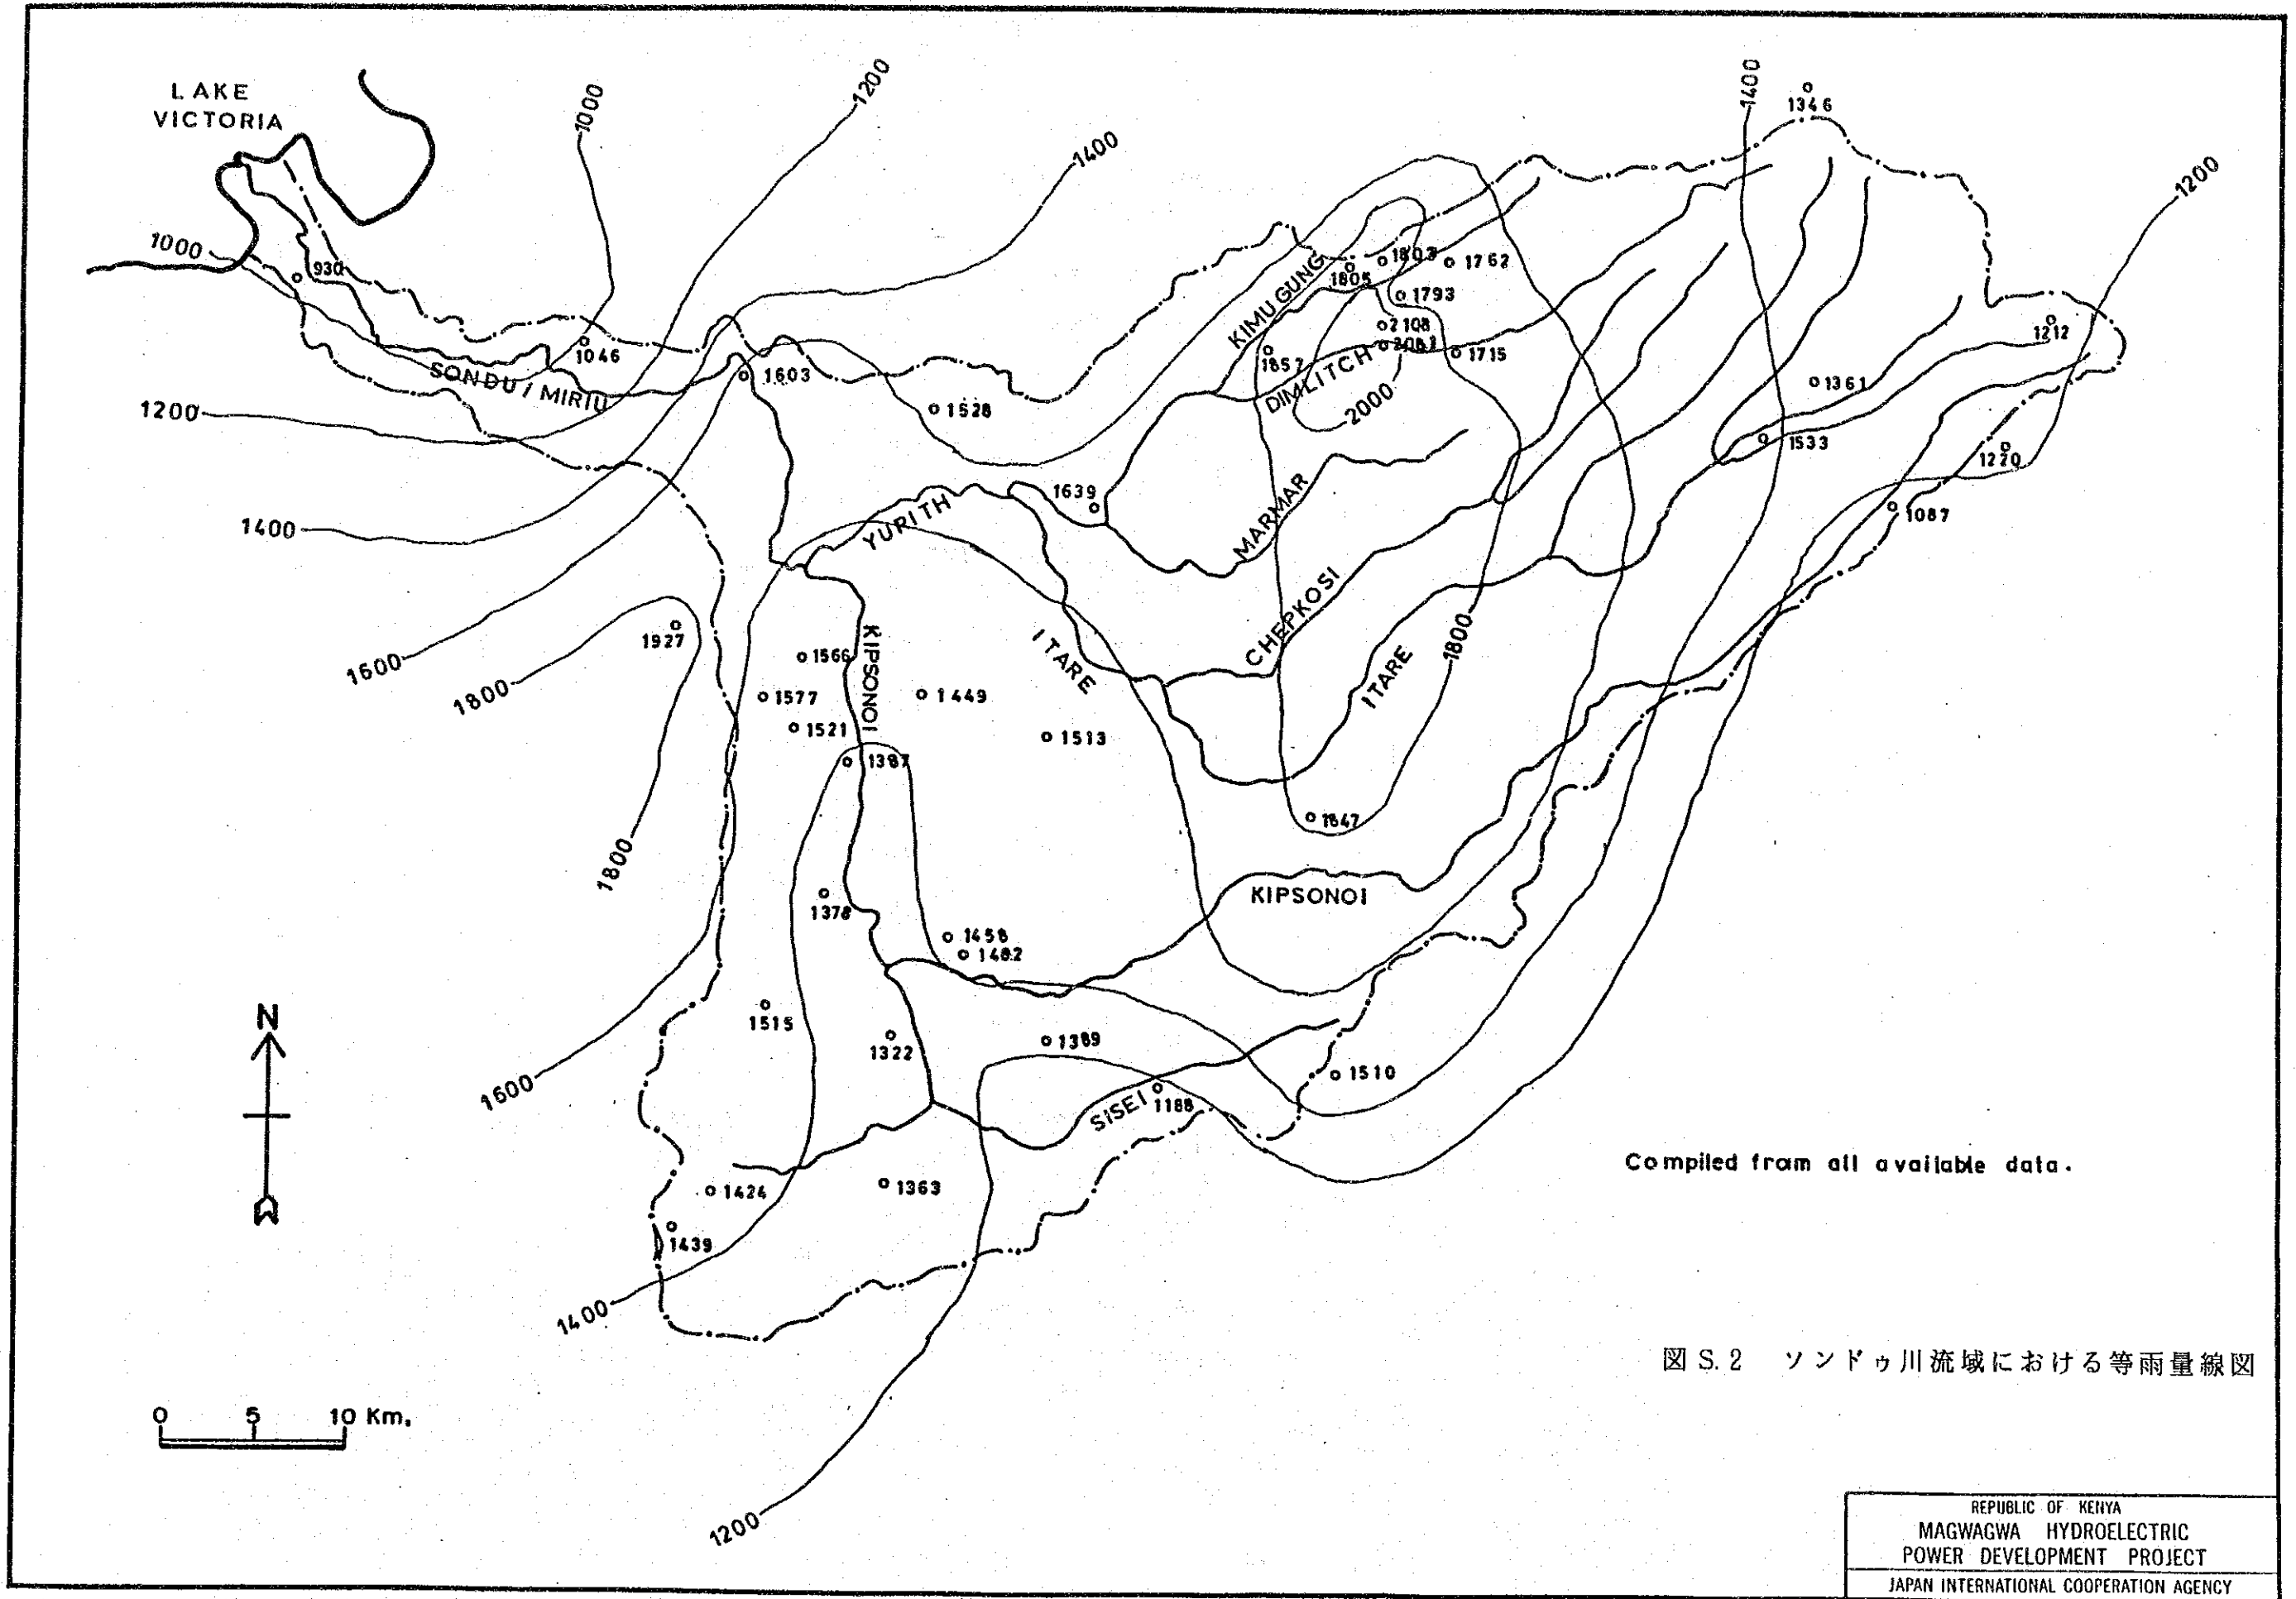 LAKE
VICTORIA
1000
1200
1400
1400
1346
1200
1000
930
1046
SONDU / MIRIU
1603
1528
KIMUGUNG
1805
1803
1762
1793
2108
1857
1715
DIMLITCH
2000
1212
1361
1533
1220
1087
1200
1400
1600
1800
1927
YURITH
1639
MARMAR
CHEPKOSI
ITARE
ITARE
1800
1566
KIPSONOI
1577
1449
1521
1513
1387
1847
1800
1378
KIPSONOI
1458
1482
1515
1322
1389
1510
SISEI
1188
1600
N
1424
1363
1439
1400
1200
Compiled from all available data.
図 S.2 ソンドゥ川流域における等雨量線図
0 5 10 Km.
REPUBLIC OF KENYA
MAGWAGWA HYDROELECTRIC
POWER DEVELOPMENT PROJECT
JAPAN INTERNATIONAL COOPERATION AGENCY